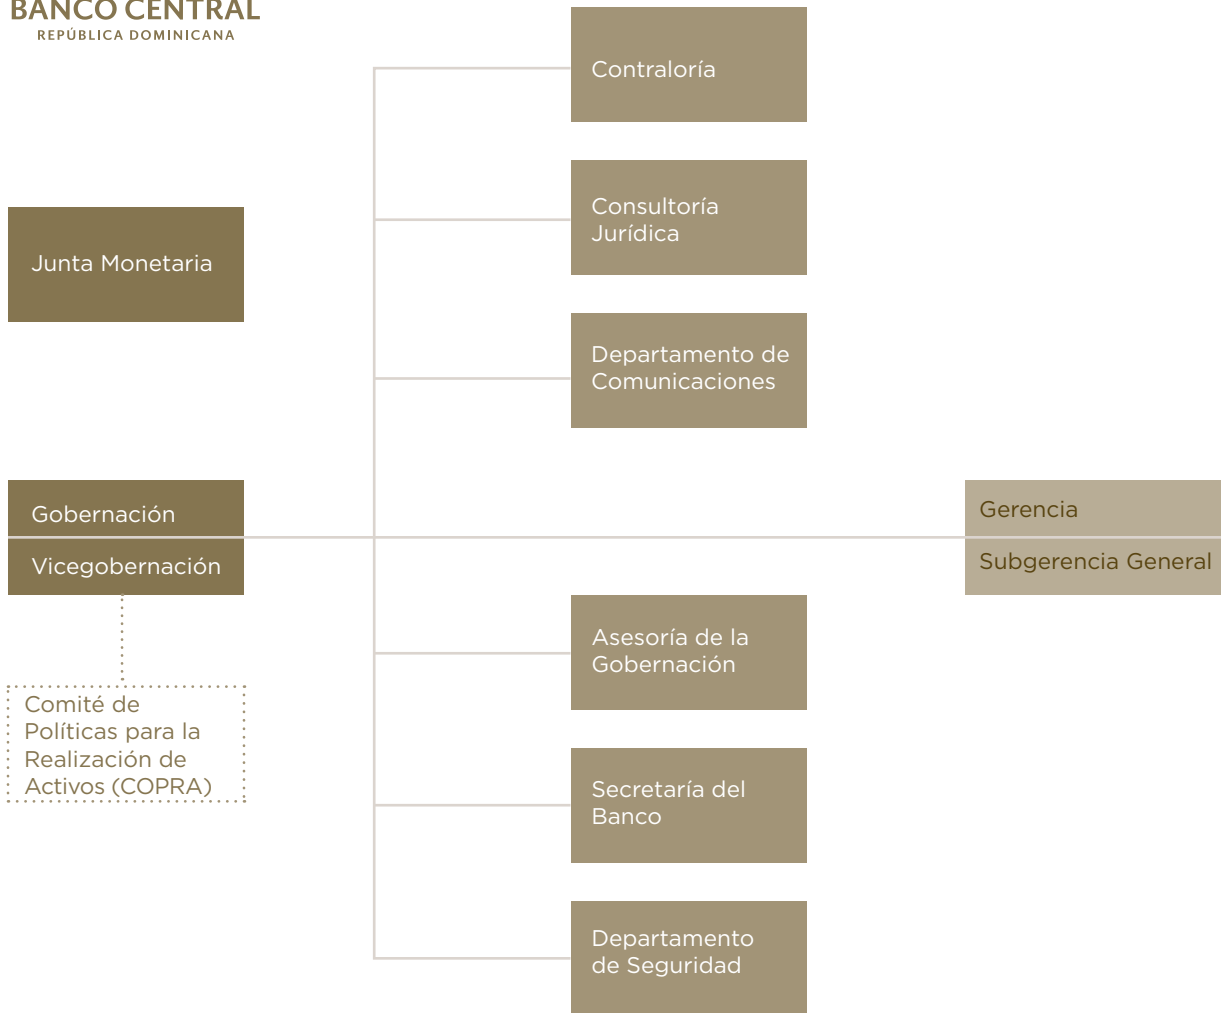 BANCO CENTRAL
REPÚBLICA DOMINICANA
Contraloría
Consultoría
Jurídica
Junta Monetaria
Departamento de
Comunicaciones
Gobernación
Vicegobernación
Gerencia
Subgerencia General
Asesoría de la
Gobernación
Comité de
Políticas para la
Realización de
Activos (COPRA)
Secretaría del
Banco
Departamento
de Seguridad